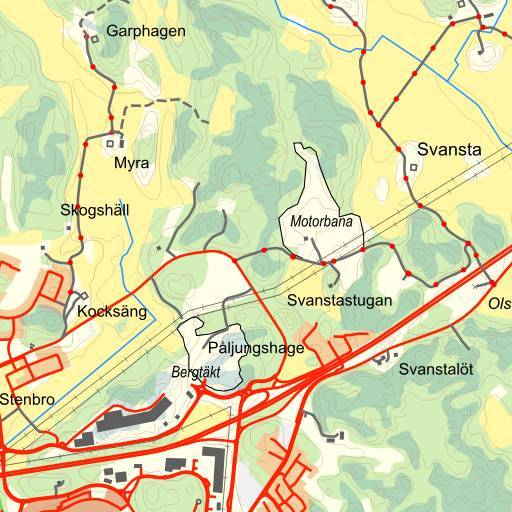 Garphagen
Svansta
Myra
Skogshäll
Motorbana
Svanstastugan
Ols
Kocksäng
Påljungshage
Bergtäkt
Svanstalöt
Stenbro